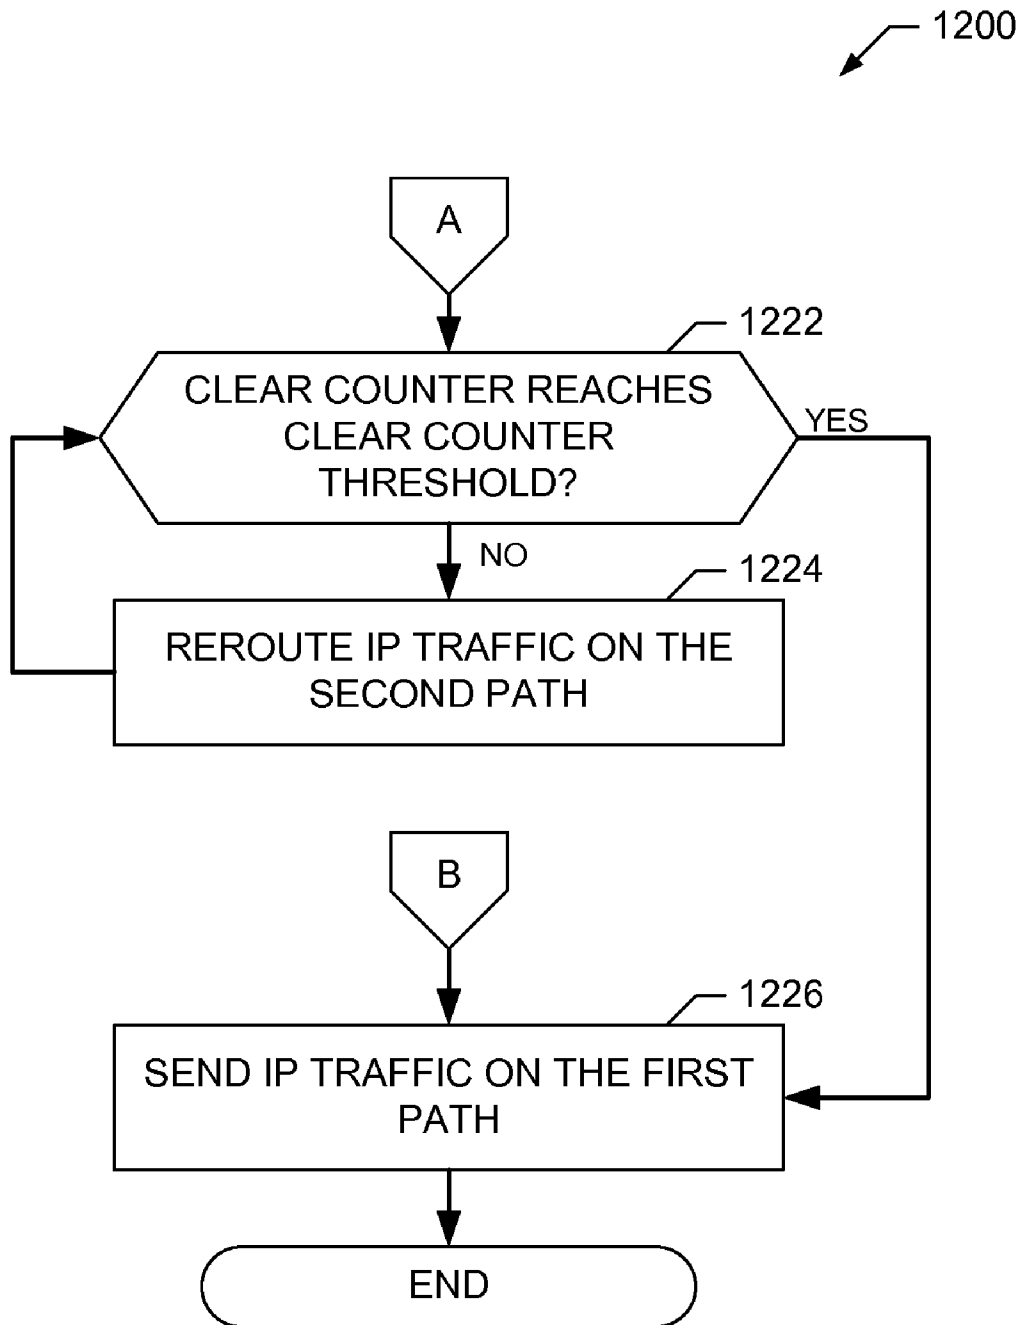 1200
A
1222
CLEAR COUNTER REACHES
CLEAR COUNTER
THRESHOLD?
YES
NO
1224
REROUTE IP TRAFFIC ON THE
SECOND PATH
B
1226
SEND IP TRAFFIC ON THE FIRST
PATH
END